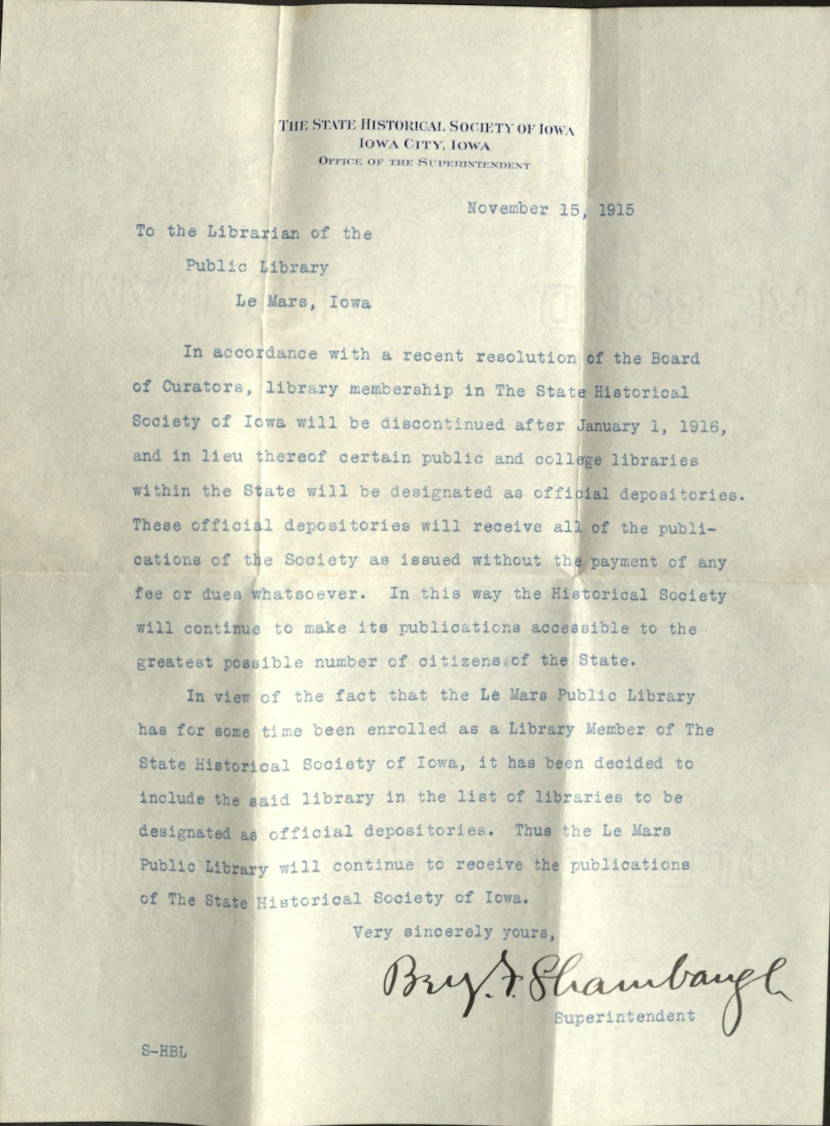 THE STATE HISTORICAL SOCIETY OF IOWA
IOWA CITY, IOWA
OFFICE OF THE SUPERINTENDENT
November 15, 1915
To the Librarian of the
Public Library
Le Mars, Iowa
In accordance with a recent resolution of the Board
of Curators, library membership in The State Historical
Society of Iowa will be discontinued after January 1, 1916,
and in lieu thereof certain public and college libraries
within the State will be designated as official depositories.
These official depositories will receive all of the publi-
cations of the Society as issued without the payment of any
fee or dues whatsoever. In this way the Historical Society
will continue to make its publications accessible to the
greatest possible number of citizens of the State.
In view of the fact that the Le Mars Public Library
has for some time been enrolled as a Library Member of The
State Historical Society of Iowa, it has been decided to
include the said library in the list of libraries to be
designated as official depositories. Thus the Le Mars
Public Library will continue to receive the publications
of The State Historical Society of Iowa.
Very sincerely yours,
Benj. F. Shambaugh
Superintendent
S-HBL